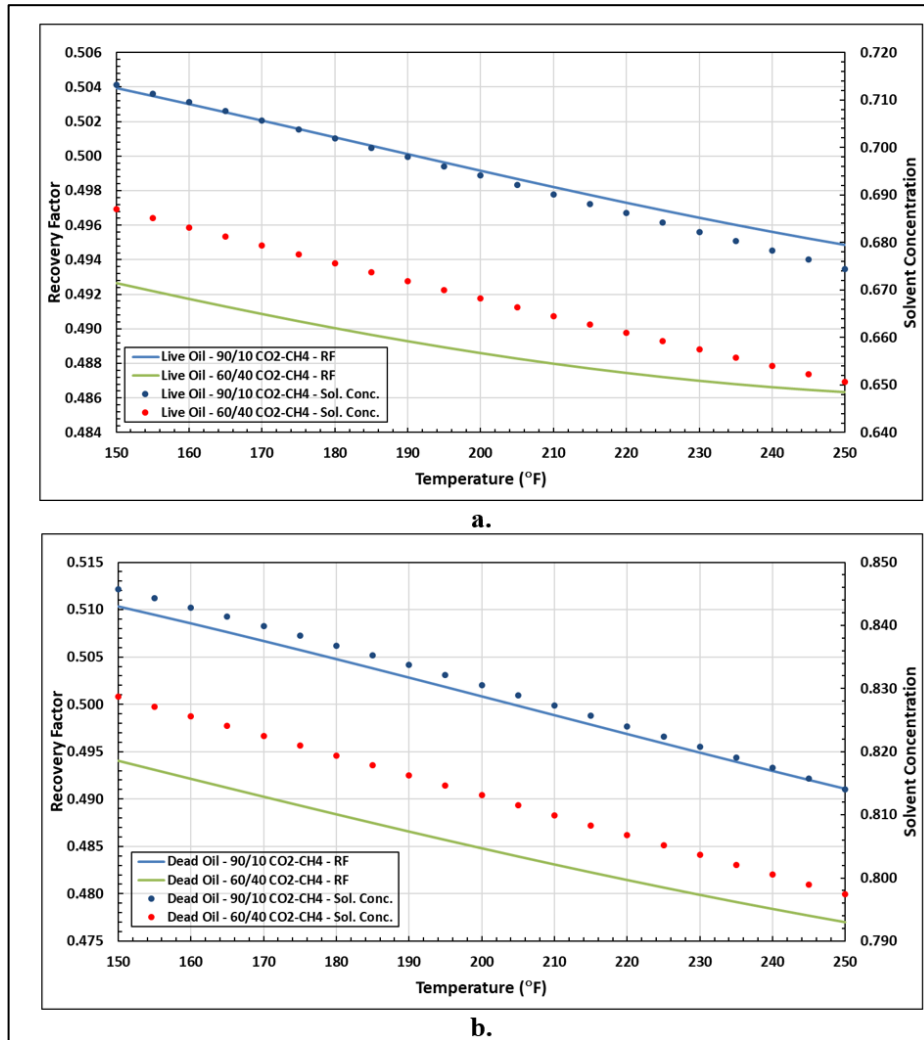 0.506
0.504
0.502
0.500
0.498
0.496
0.494
0.492
0.490
0.488
0.486
0.484
Recovery Factor
0.720
0.710
0.700
0.690
0.680
0.670
0.660
0.650
0.640
Solvent Concentration
Live Oil - 90/10 CO2-CH4 - RF
Live Oil - 60/40 CO2-CH4 - RF
Live Oil - 90/10 CO2-CH4 - Sol. Conc.
Live Oil - 60/40 CO2-CH4 - Sol. Conc.
150 160 170 180 190 200 210 220 230 240 250
Temperature (°F)
a.
0.515
0.510
0.505
0.500
0.495
0.490
0.485
0.480
0.475
Recovery Factor
0.850
0.840
0.830
0.820
0.810
0.800
0.790
Solvent Concentration
Dead Oil - 90/10 CO2-CH4 - RF
Dead Oil - 60/40 CO2-CH4 - RF
Dead Oil - 90/10 CO2-CH4 - Sol. Conc.
Dead Oil - 60/40 CO2-CH4 - Sol. Conc.
150 160 170 180 190 200 210 220 230 240 250
Temperature (°F)
b.